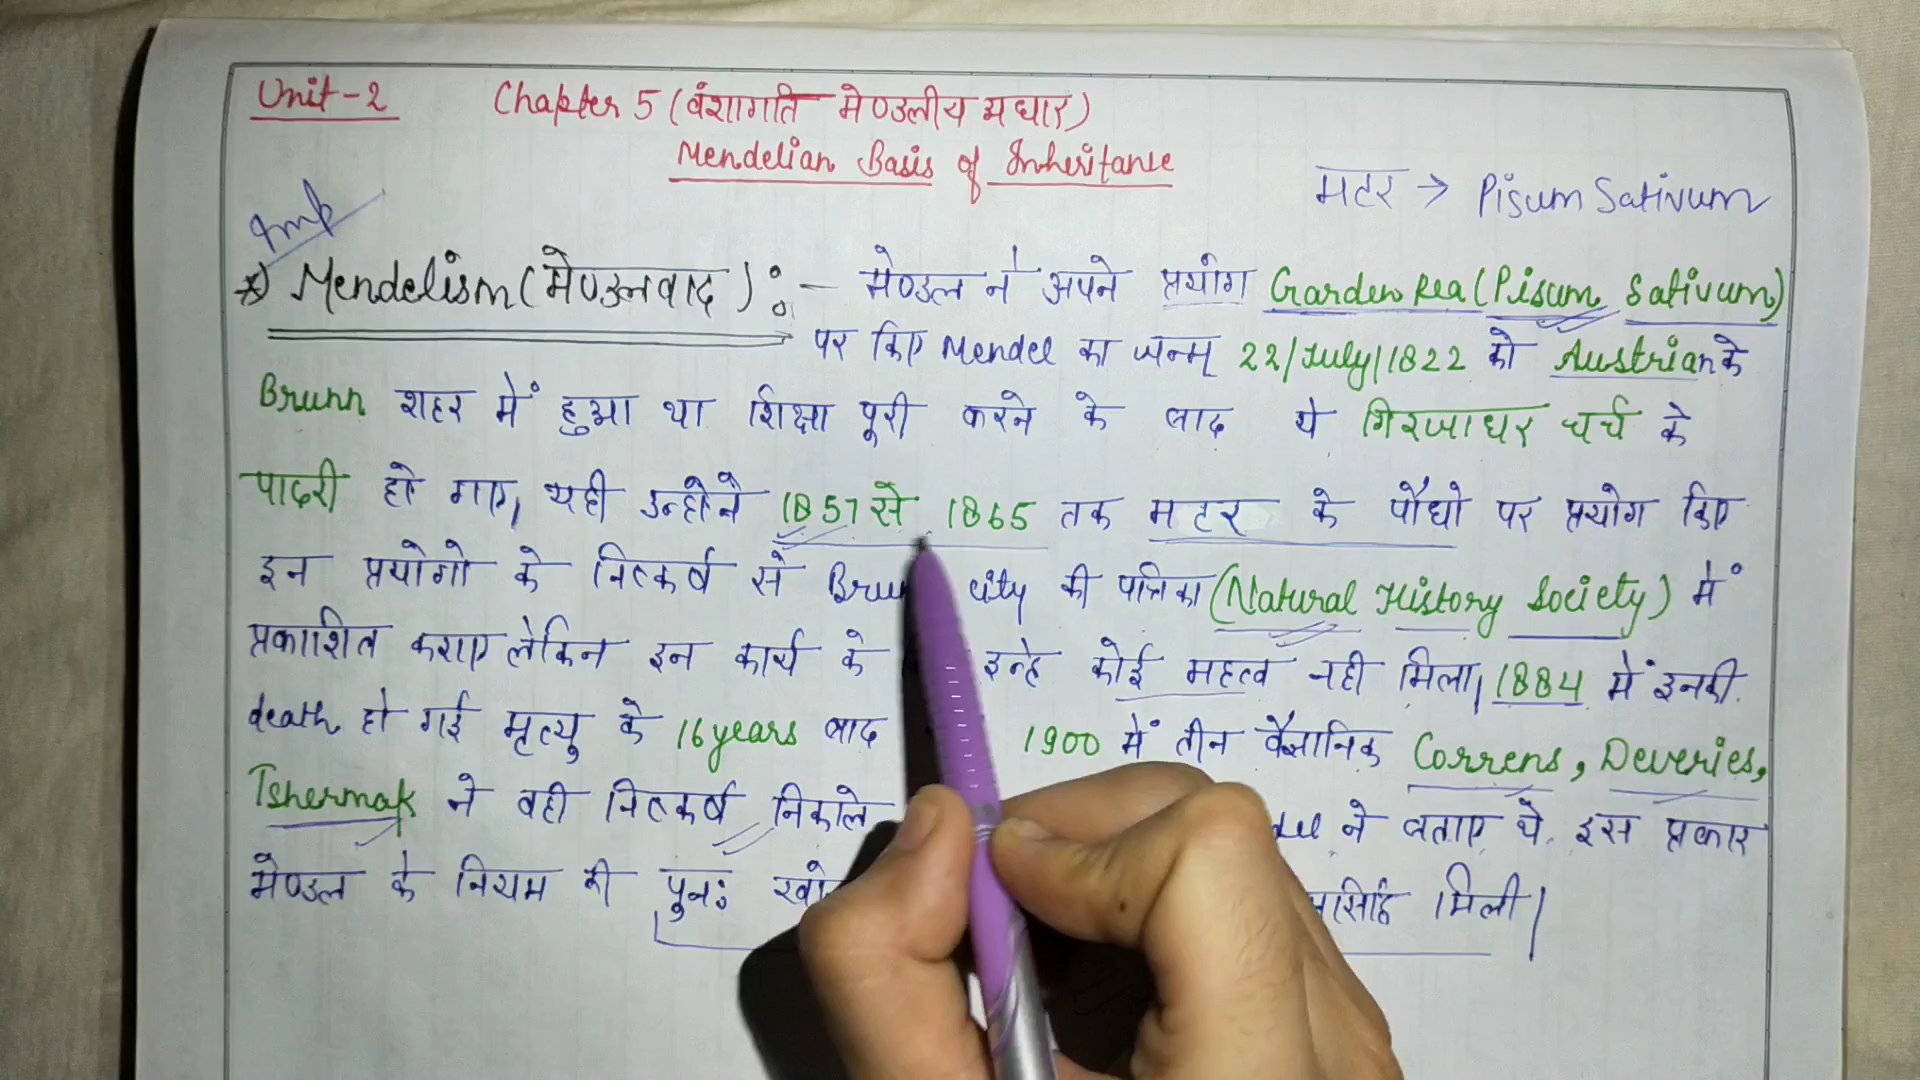 Unit-2 Chapter 5 (वंशागति मेण्डलीय अधार)
Mendelian Basis of Inheritance
मटर → Pisum Sativum
Imp
*) Mendelism (मेण्डलवाद) :- मेण्डल ने अपने प्रयोग Garden Pea (Pisum Sativum)
पर किए Mendel का जन्म 22/July/1822 को Austrian के
Brunn शहर में हुआ था शिक्षा पूरी करने के बाद ये गिरजाघर चर्च के
पादरी हो गए, यही उन्होने 1857 से 1865 तक मटर के पौधो पर प्रयोग किए
इन प्रयोगो के निष्कर्ष से city की पत्रिका (Natural History Society) में
प्रकाशित कराए लेकिन इन कार्य के इन्हे कोई महत्व नही मिला, 1884 में इनकी
death हो गई मृत्यु के 16 years बाद 1900 में तीन वैज्ञानिक Correns, Deveries,
Tshermak ने वही निष्कर्ष निकाले ने बताए थे. इस प्रकार
मेण्डल के नियम की पुनः मिली।